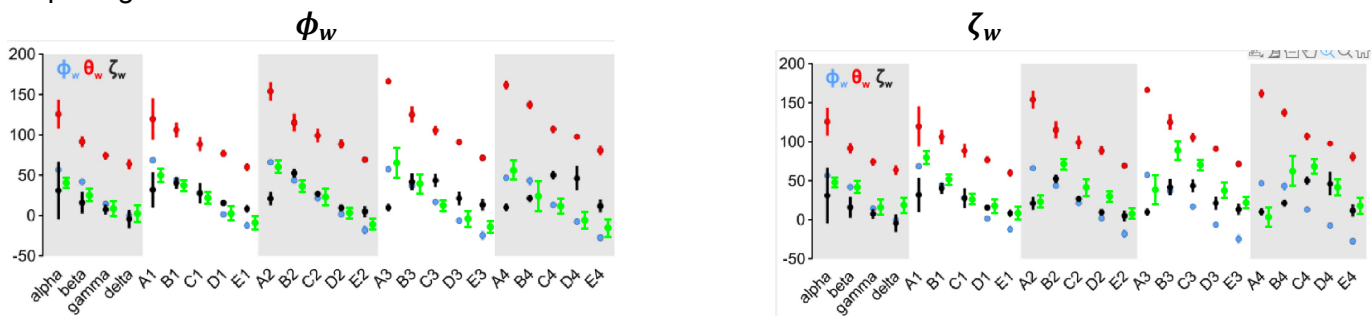 ϕw
ζw
200
150
100
50
0
-50
ϕw θw ζw
alpha
beta
gamma
delta
A1
B1
C1
D1
E1
A2
B2
C2
D2
E2
A3
B3
C3
D3
E3
A4
B4
C4
D4
E4
200
150
100
50
0
-50
ϕw θw ζw
alpha
beta
gamma
delta
A1
B1
C1
D1
E1
A2
B2
C2
D2
E2
A3
B3
C3
D3
E3
A4
B4
C4
D4
E4